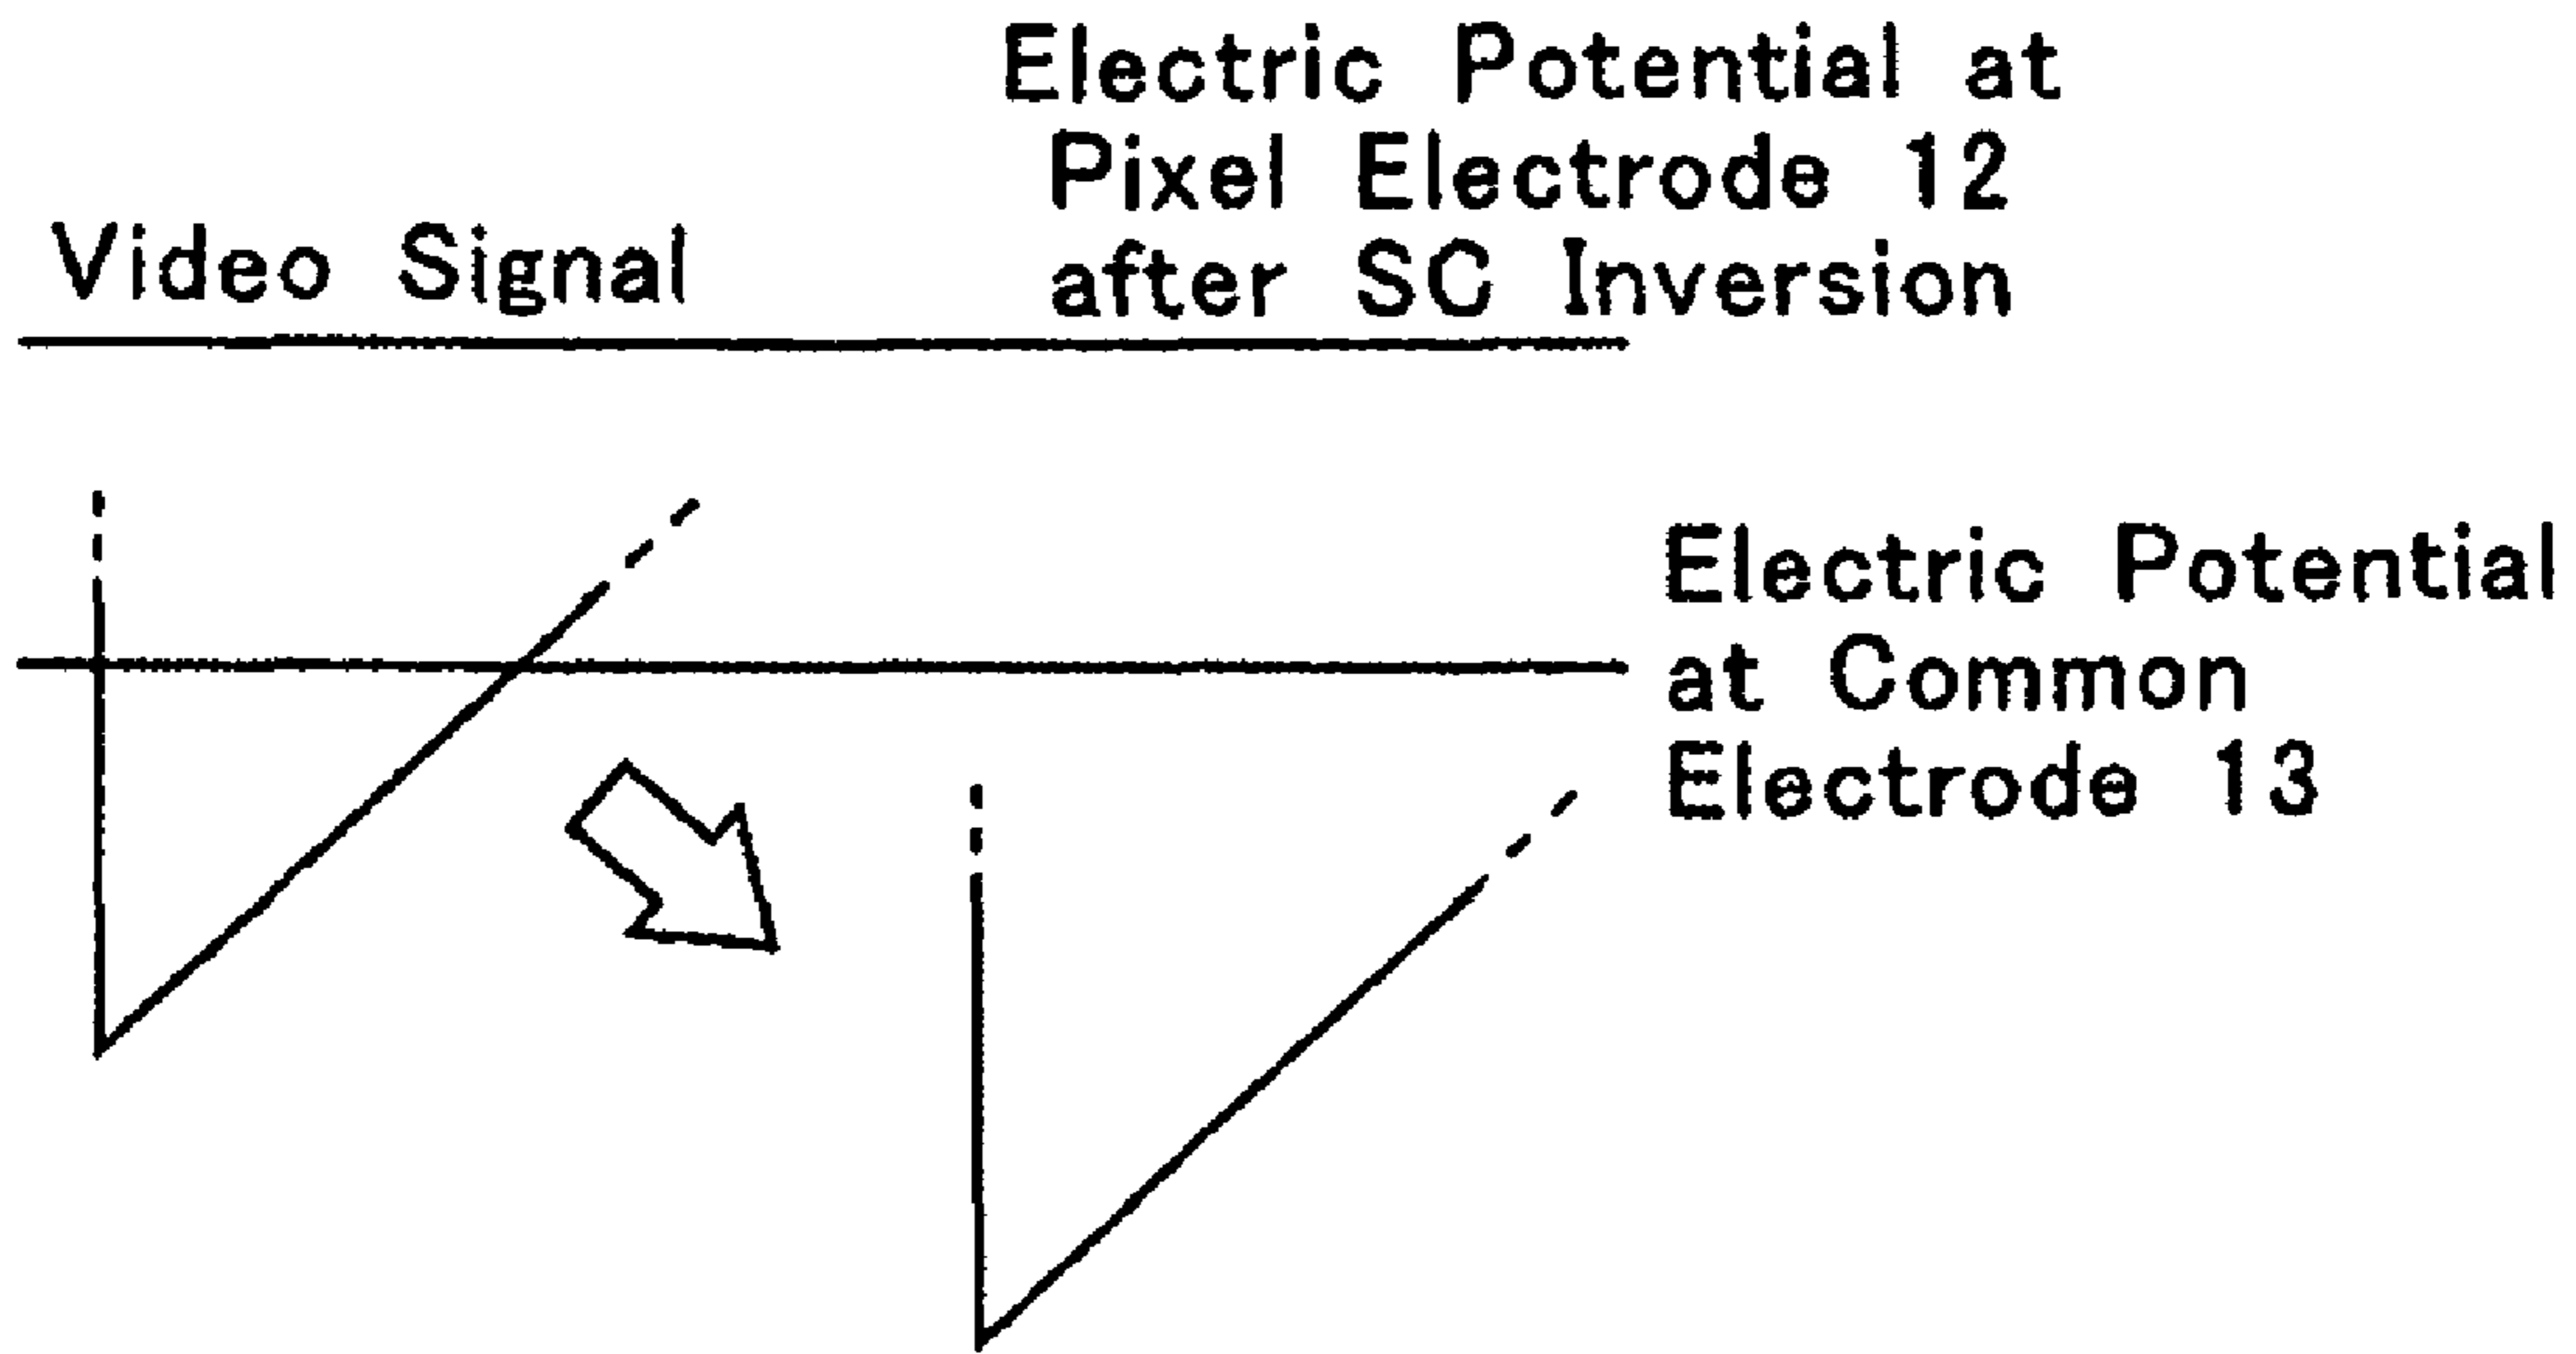 Electric Potential at
Pixel Electrode 12
after SC Inversion
Video Signal
Electric Potential
at Common
Electrode 13